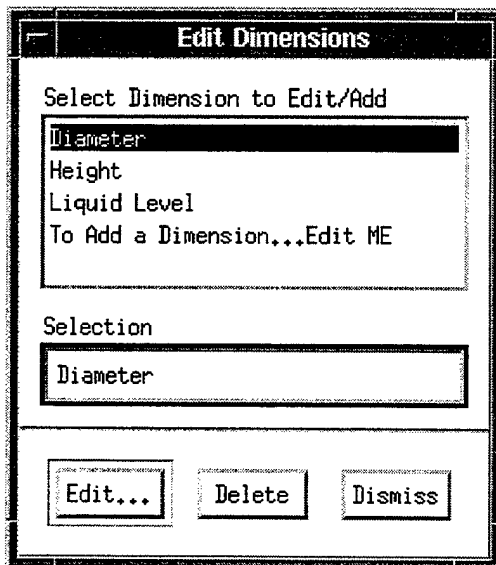 Edit Dimensions
Select Dimension to Edit/Add
Diameter
Height
Liquid Level
To Add a Dimension...Edit ME
Selection
Diameter
Edit... Delete Dismiss